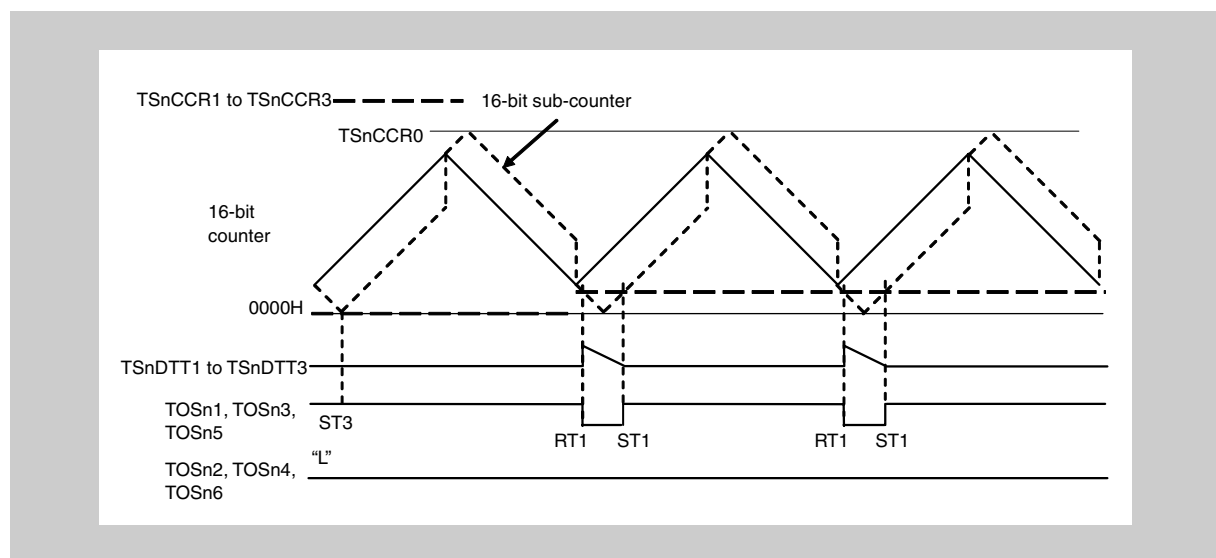 TSnCCR1 to TSnCCR3
16-bit sub-counter
TSnCCR0
16-bit
counter
0000H
TSnDTT1 to TSnDTT3
TOSn1, TOSn3,
TOSn5
ST3
RT1
ST1
RT1
ST1
“L”
TOSn2, TOSn4,
TOSn6